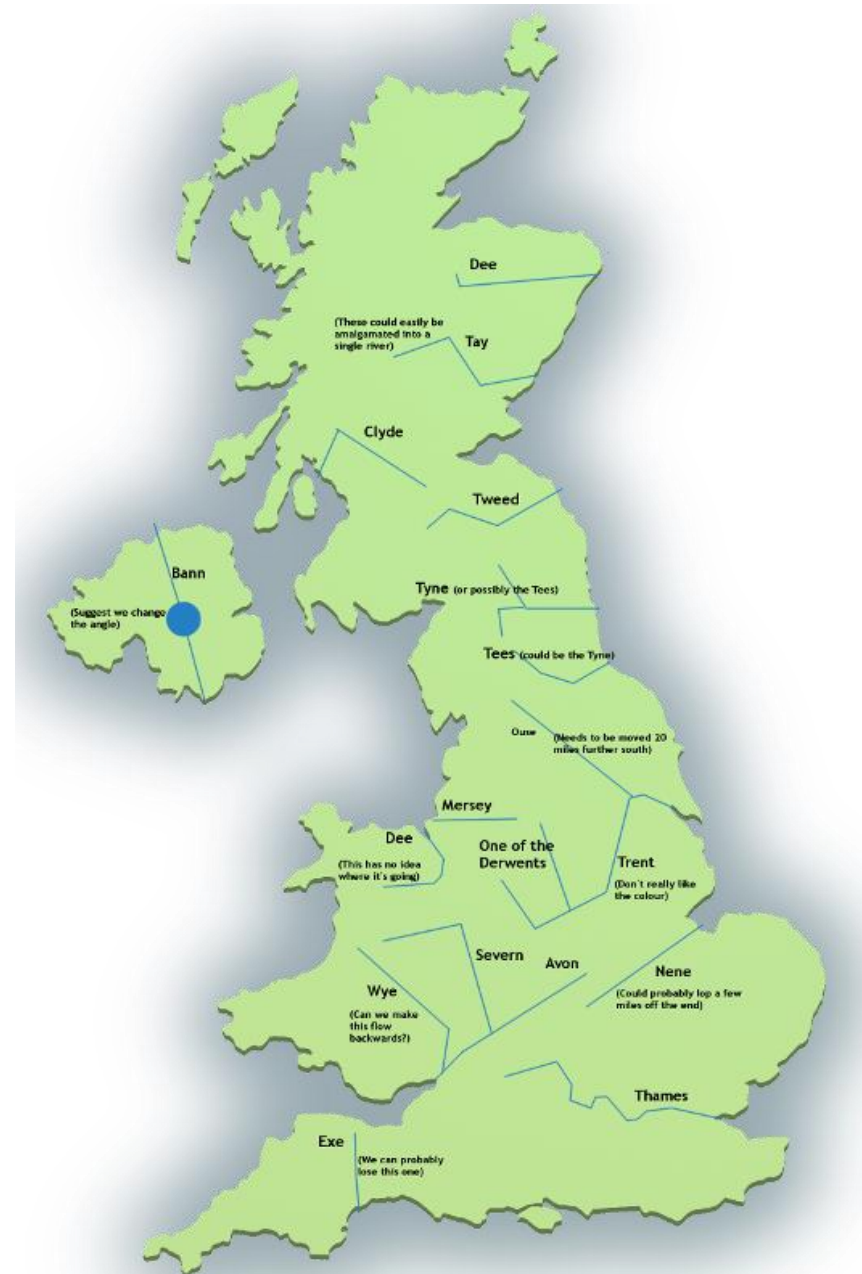 Dee
(These could easily be
amalgamated into a
single river)
Tay
Clyde
Tweed
Bann
(Suggest we change
the angle)
Tyne (or possibly the Tees)
Tees (could be the Tyne)
Ouse
(Needs to be moved 20
miles further south)
Mersey
Dee
(This has no idea
where it's going)
One of the
Derwents
Trent
(Don't really like
the colour)
Severn
Avon
Nene
(Could probably lop a few
miles off the end)
Wye
(Can we make
this flow
backwards?)
Thames
Exe
(We can probably
lose this one)